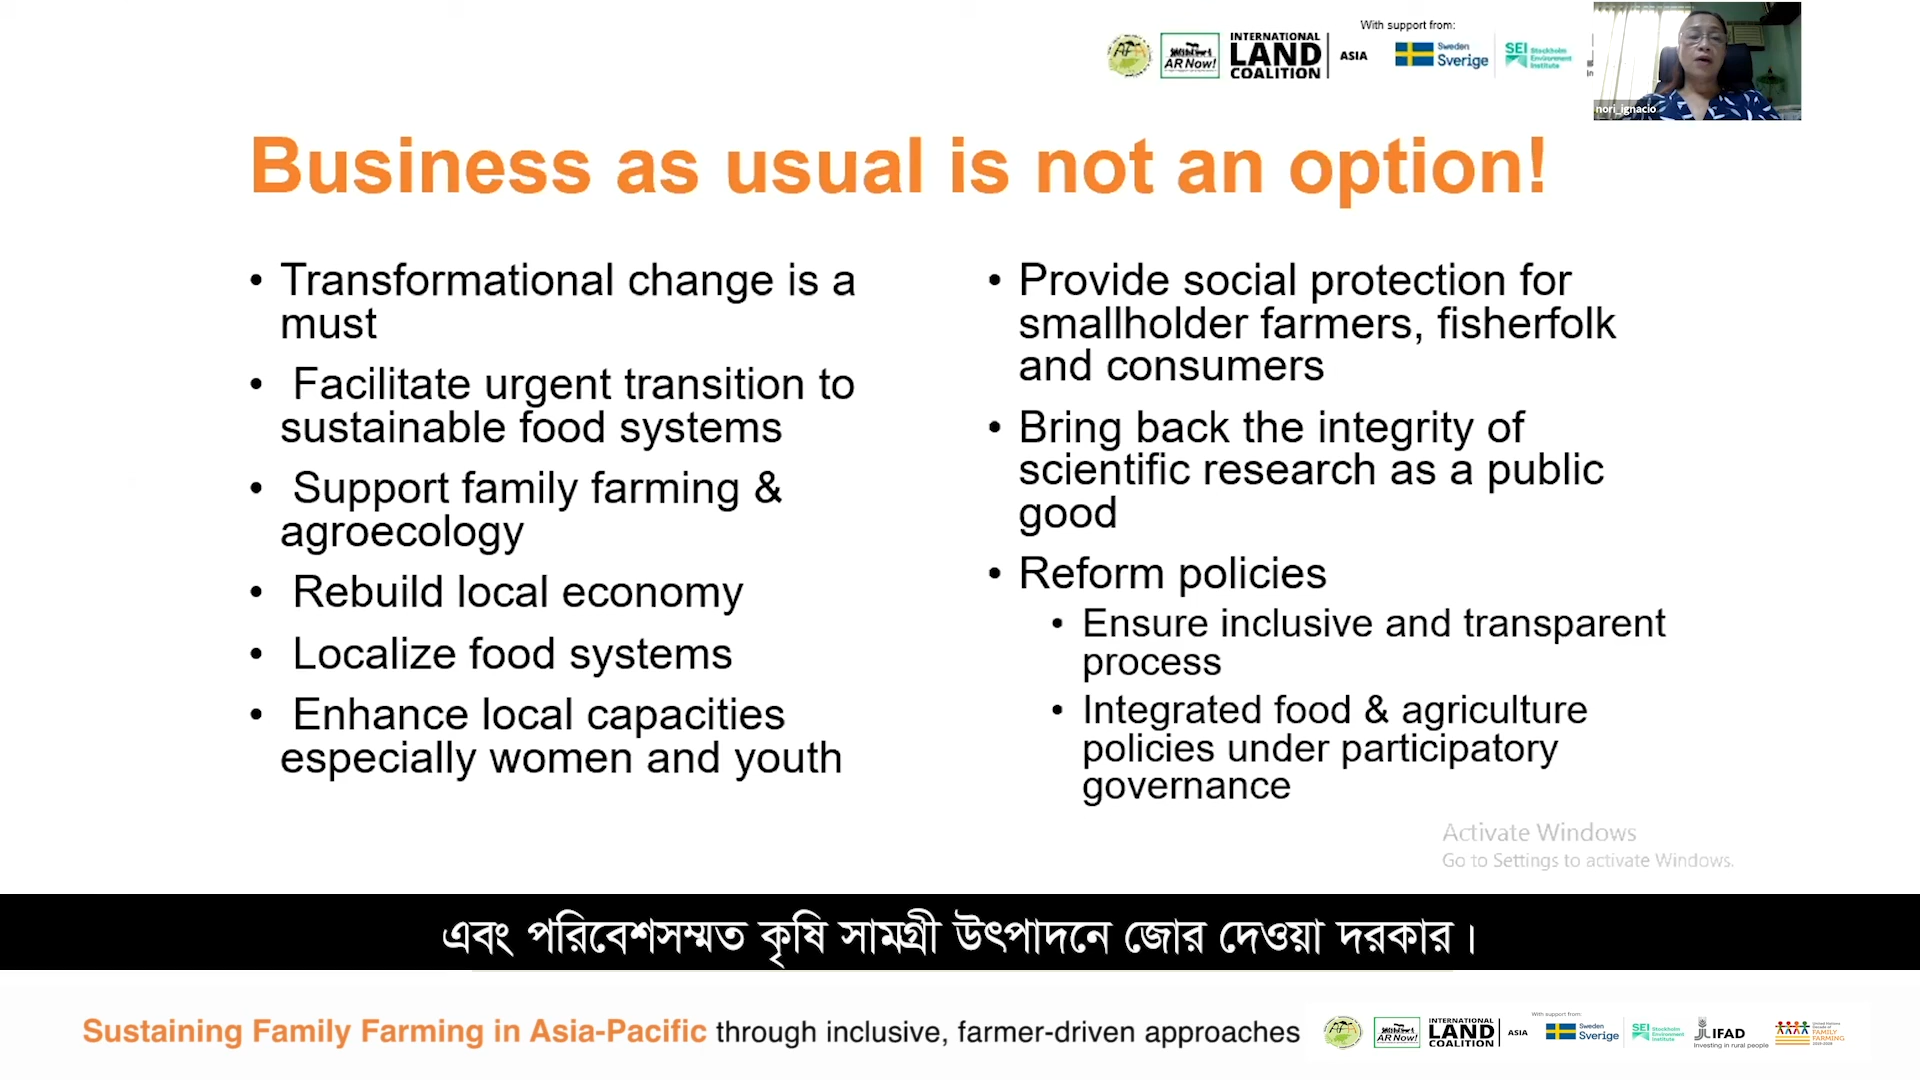 With support from:
AFA
AR Now!
INTERNATIONAL
LAND
COALITION
ASIA
Sweden
Sverige
SEI Stockholm
Environment
Institute
nori_ignacio
Business as usual is not an option!
• Transformational change is a
must
• Facilitate urgent transition to
sustainable food systems
• Support family farming &
agroecology
• Rebuild local economy
• Localize food systems
• Enhance local capacities
especially women and youth
• Provide social protection for
smallholder farmers, fisherfolk
and consumers
• Bring back the integrity of
scientific research as a public
good
• Reform policies
• Ensure inclusive and transparent
process
• Integrated food & agriculture
policies under participatory
governance
Activate Windows
Go to Settings to activate Windows.
এবং পরিবেশসম্মত কৃষি সামগ্রী উৎপাদনে জোর দেওয়া দরকার।
Sustaining Family Farming in Asia-Pacific through inclusive, farmer-driven approaches
AFA
AR Now!
INTERNATIONAL
LAND
COALITION
ASIA
With support from:
Sweden
Sverige
SEI Stockholm
Environment
Institute
IFAD
Investing in rural people
United Nations
Decade of
FAMILY
FARMING
2019-2028